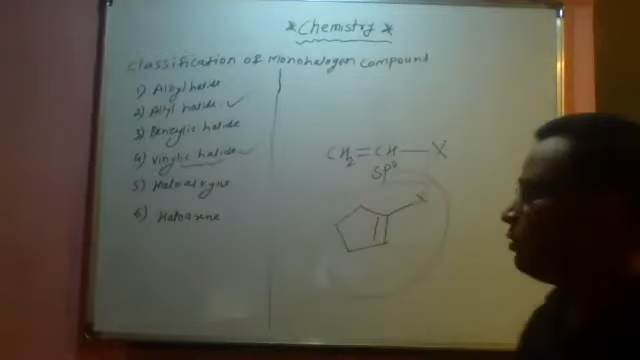 *Chemistry*
Classification of Monohalogen Compound
1) Alkyl halide
2) Allyl halide ✓
3) Benzylic halide
4) Vinylic halide ✓
5) Haloalkyne
6) Haloarene
CH₂=CH—X
sp²
X